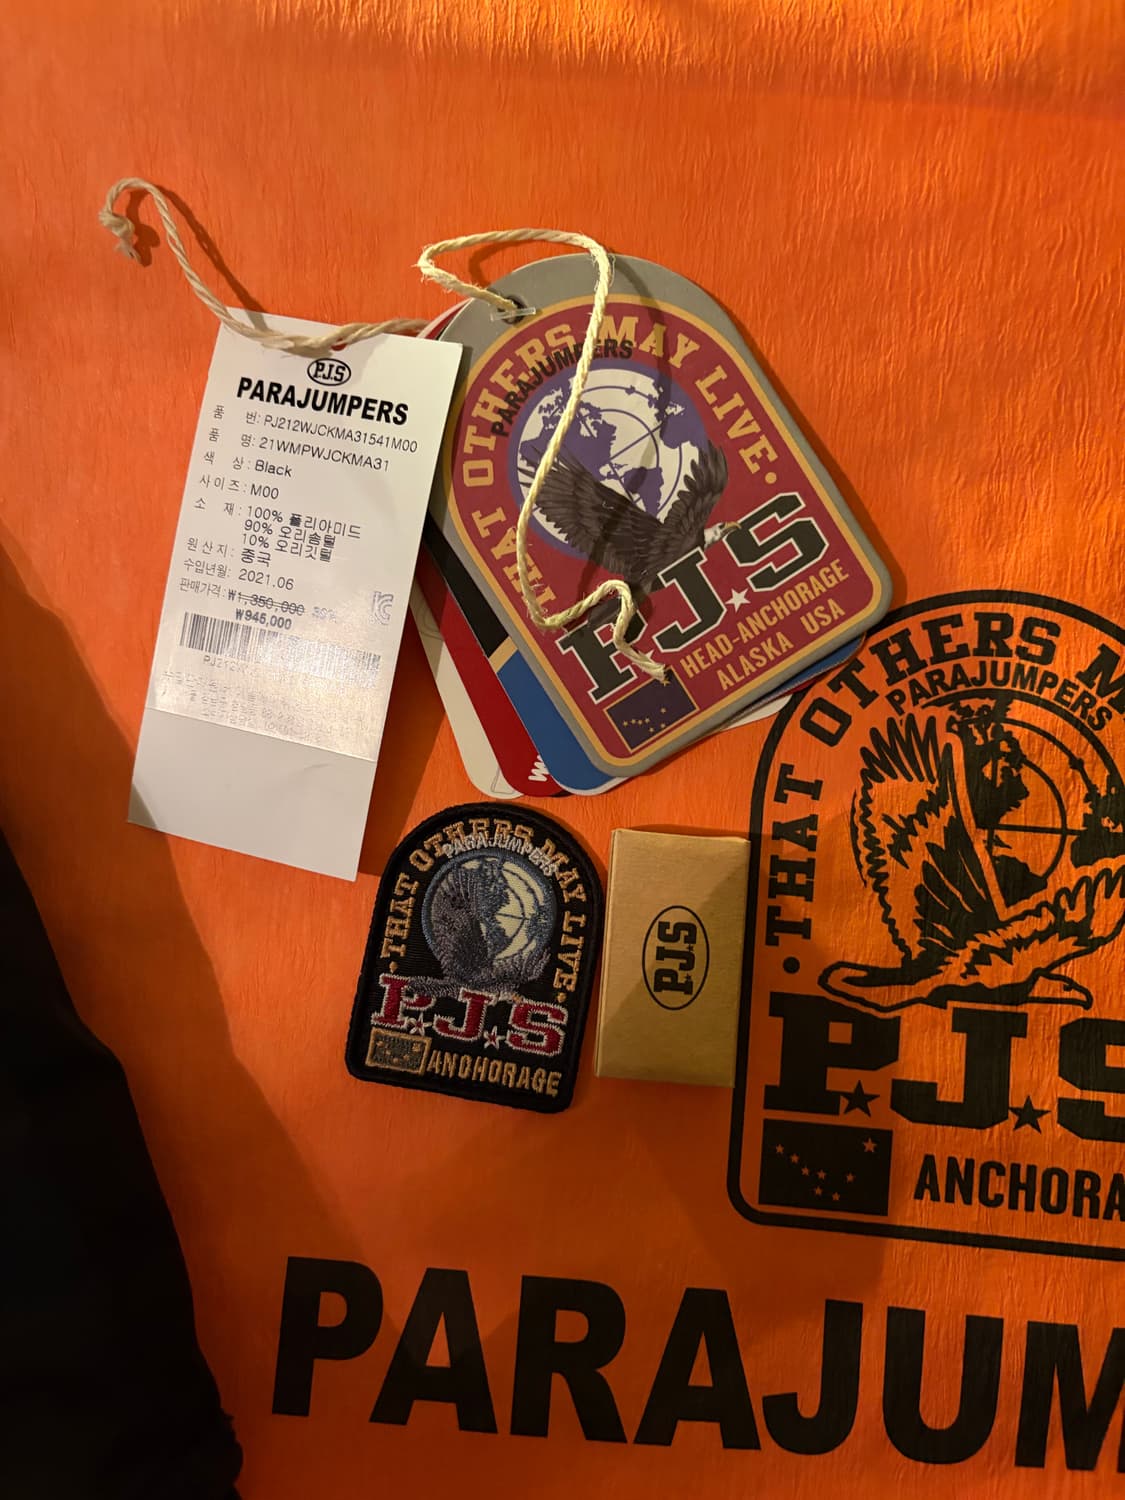 P.J.S
PARAJUMPERS
품 번: PJ212WJCKMA31541M00
품 명: 21WMPWJCKMA31
색 상: Black
사 이 즈: M00
소 재: 100% 폴리아미드
90% 오리솜털
10% 오리깃털
원 산 지: 중국
수입년월: 2021.06
판매가격: ₩1,350,000 30%
₩945,000
THAT OTHERS MAY LIVE.
PARAJUMPERS
P.J.S
HEAD-ANCHORAGE
ALASKA USA
·THAT OTHERS MAY LIVE·
PARAJUMPERS
P.J.S
ANCHORAGE
P.J.S
· THAT OTHERS M
PARAJUMPERS
P.J.S
ANCHORA
PARAJUM